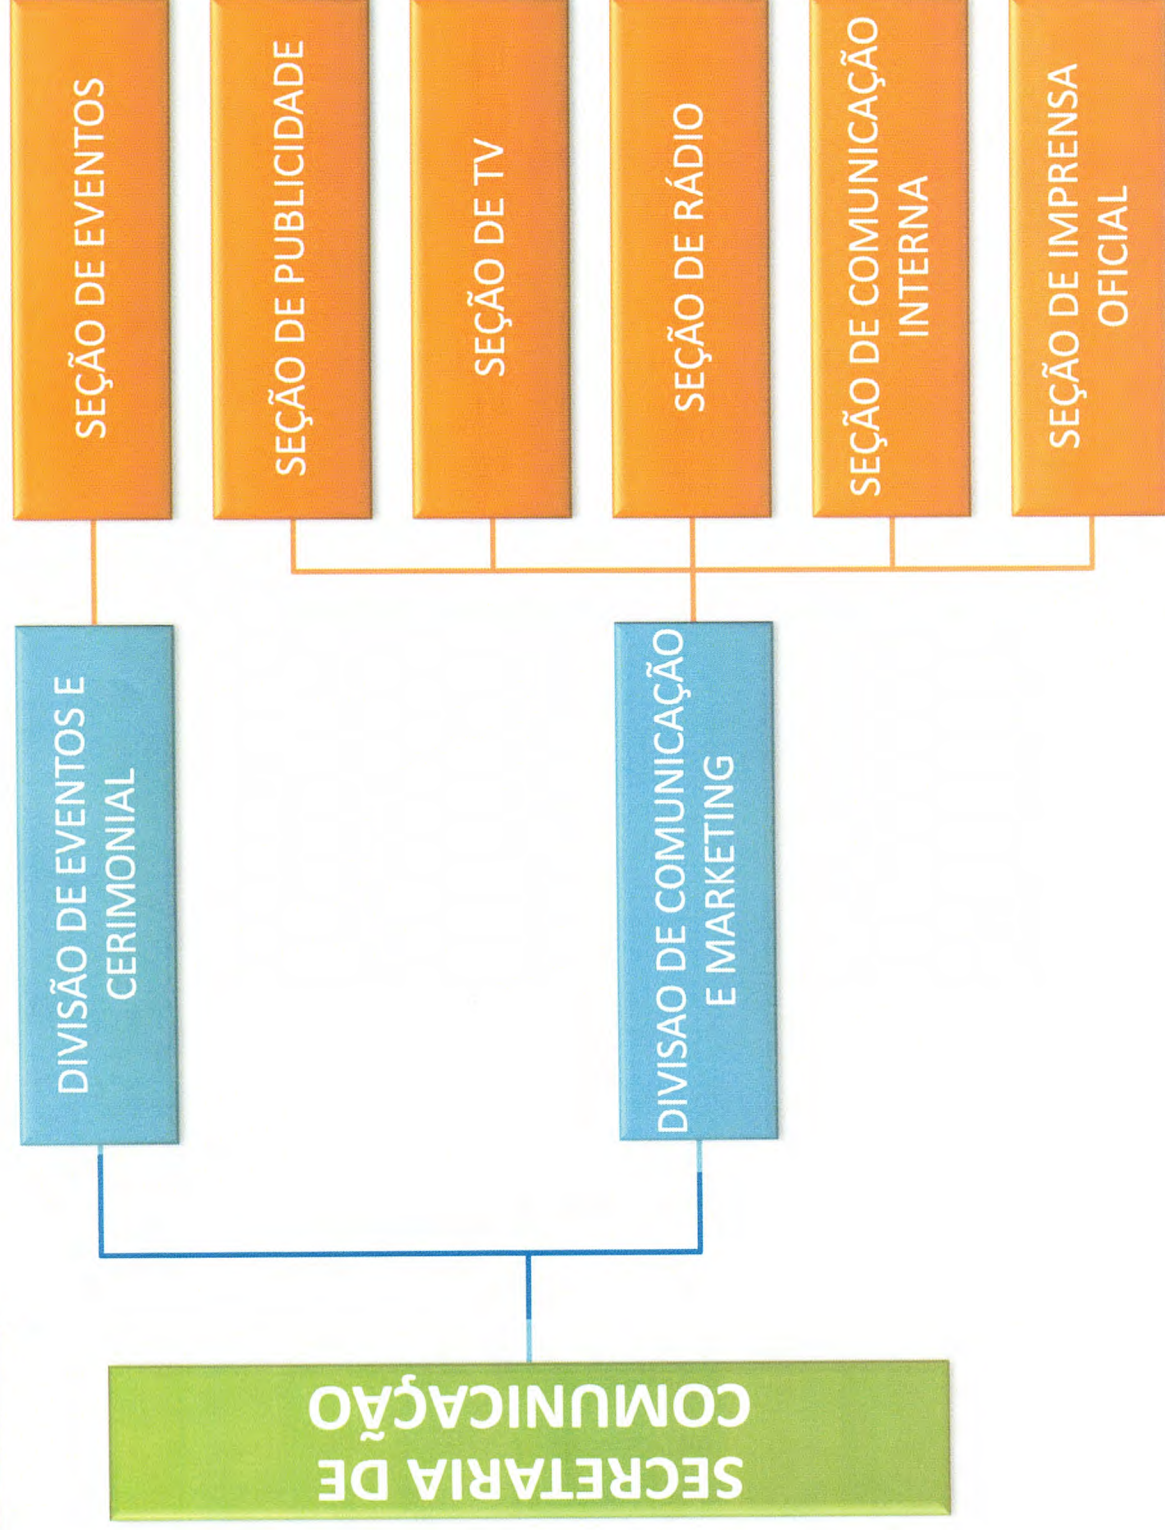 SECRETARIA DE
COMUNICAÇÃO
DIVISÃO DE EVENTOS E
CERIMONIAL
SEÇÃO DE EVENTOS
DIVISAO DE COMUNICAÇÃO
E MARKETING
SEÇÃO DE PUBLICIDADE
SEÇÃO DE TV
SEÇÃO DE RÁDIO
SEÇÃO DE COMUNICAÇÃO
INTERNA
SEÇÃO DE IMPRENSA
OFICIAL